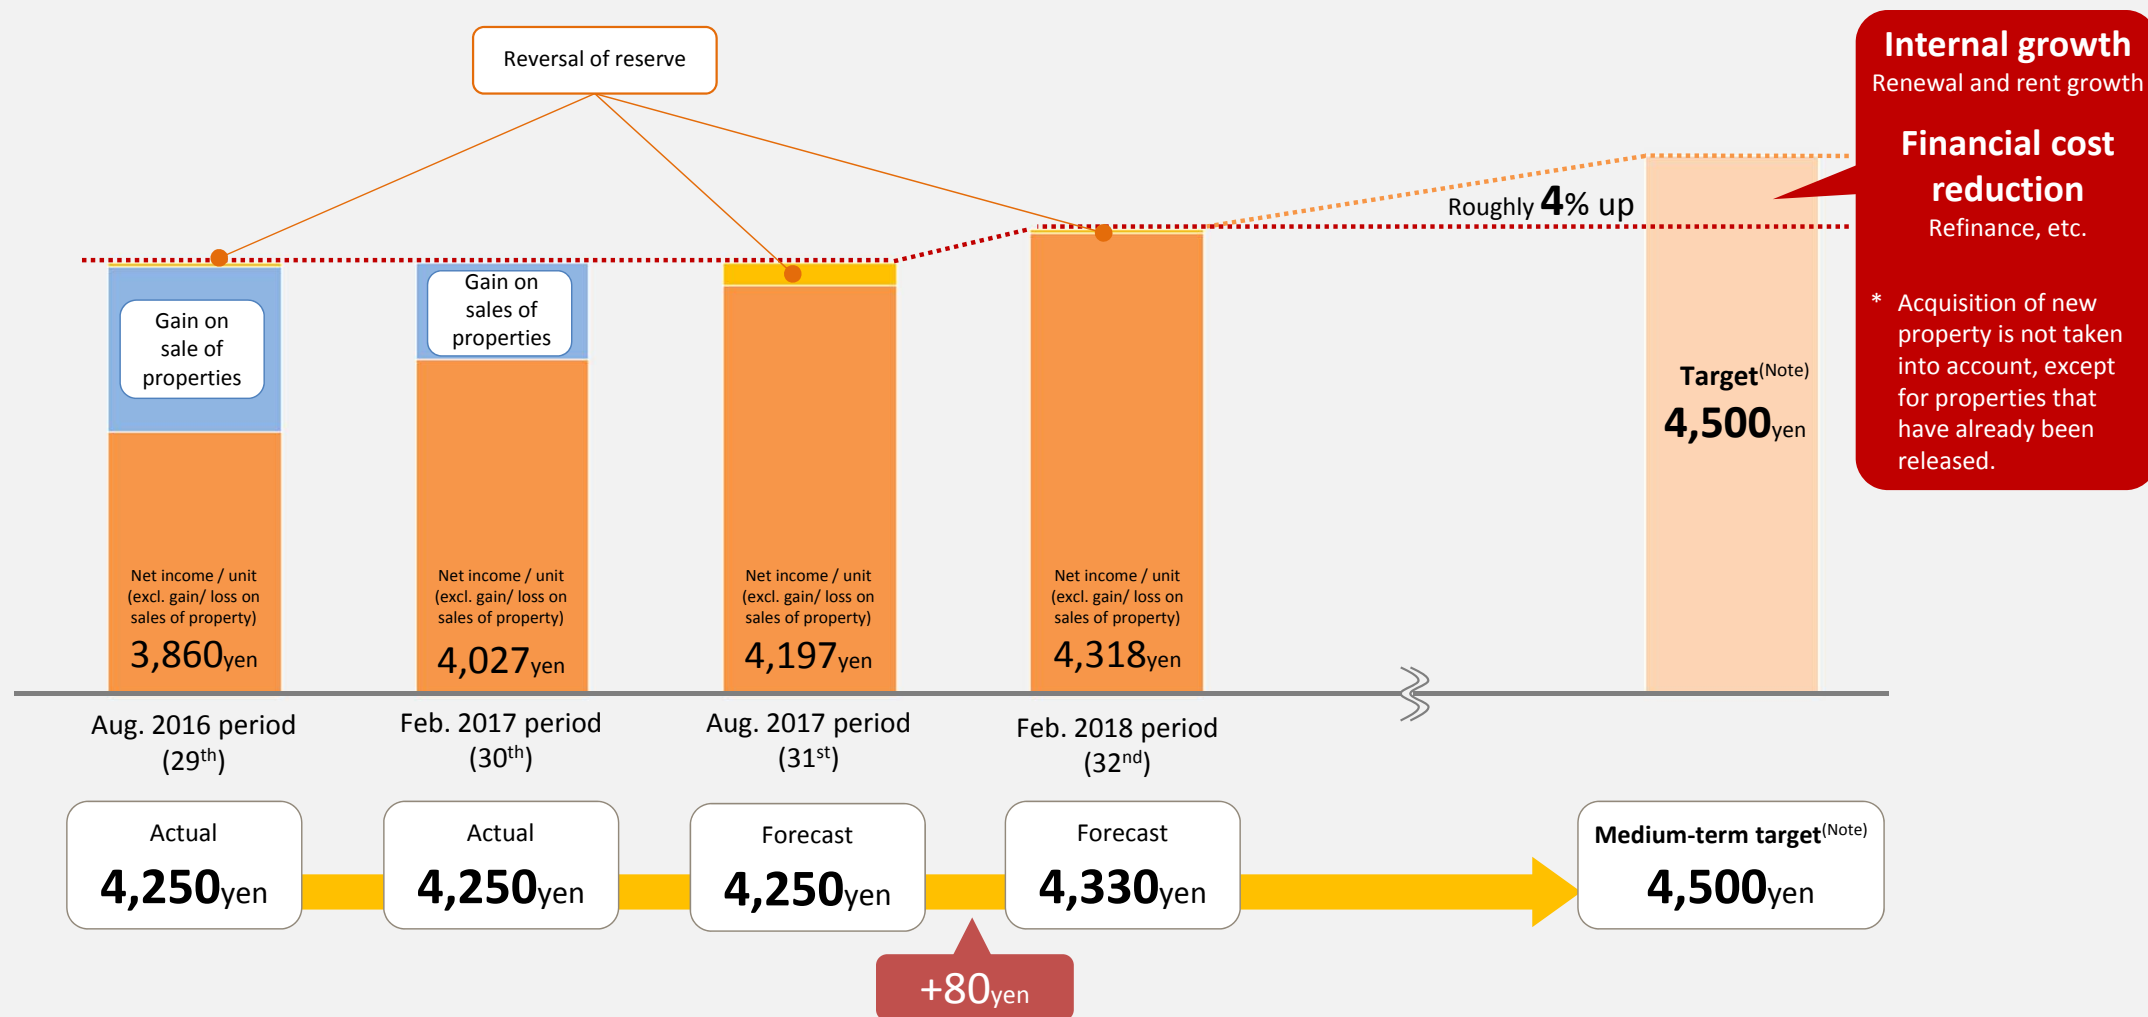 Reversal of reserve
Internal growth
Renewal and rent growth
Financial cost
reduction
Refinance, etc.
* Acquisition of new
property is not taken
into account, except
for properties that
have already been
released.
Roughly 4% up
Gain on
sale of
properties
Gain on
sales of
properties
Target(Note)
4,500yen
Net income / unit
(excl. gain/ loss on
sales of property)
3,860yen
Net income / unit
(excl. gain/ loss on
sales of property)
4,027yen
Net income / unit
(excl. gain/ loss on
sales of property)
4,197yen
Net income / unit
(excl. gain/ loss on
sales of property)
4,318yen
Aug. 2016 period
(29th)
Feb. 2017 period
(30th)
Aug. 2017 period
(31st)
Feb. 2018 period
(32nd)
Actual
4,250yen
Actual
4,250yen
Forecast
4,250yen
Forecast
4,330yen
Medium-term target(Note)
4,500yen
+80yen